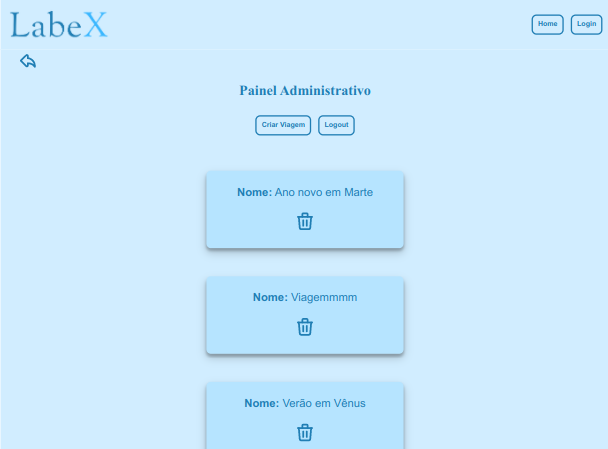 LabeX
Home Login
Painel Administrativo
Criar Viagem Logout
Nome: Ano novo em Marte
Nome: Viagemmmm
Nome: Verão em Vênus